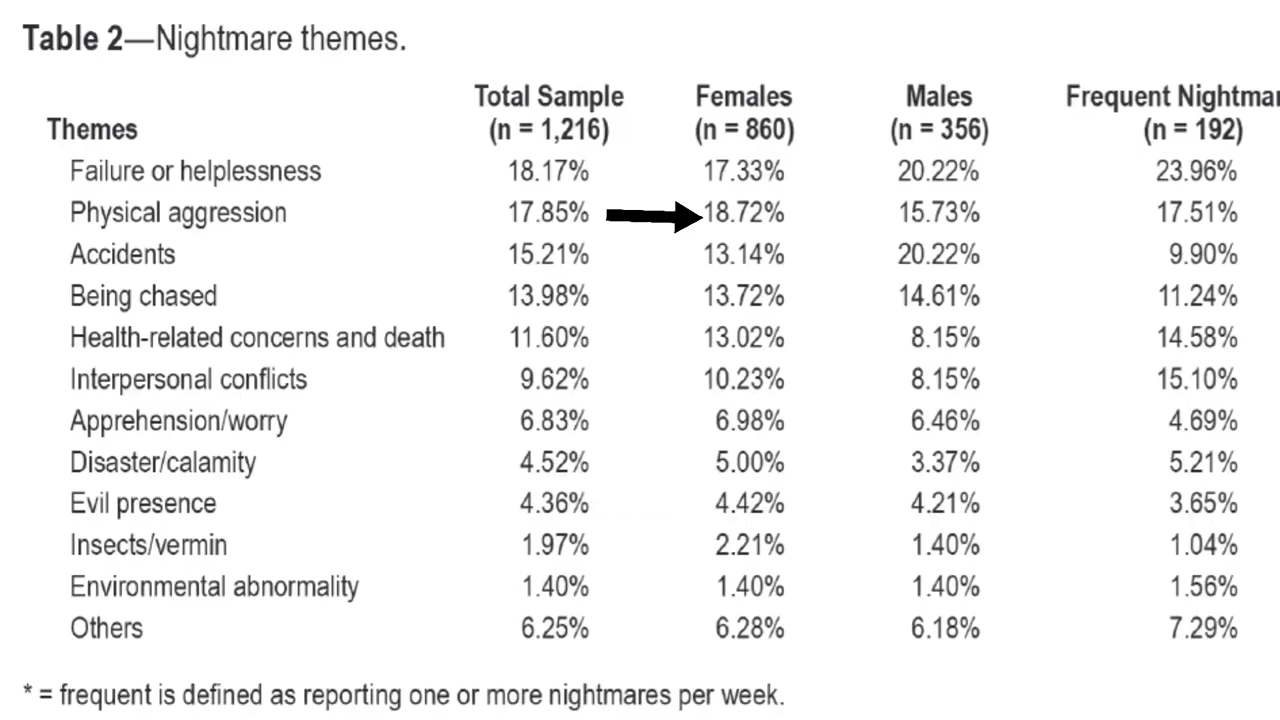 Table 2—Nightmare themes.
Total Sample Females Males Frequent
Themes (n = 1,216) (n = 860) (n = 356) (n = 192)
Failure or helplessness 18.17% 17.33% 20.22% 23.96%
Physical aggression 17.85% 18.72% 15.73% 17.51%
Accidents 15.21% 13.14% 20.22% 9.90%
Being chased 13.98% 13.72% 14.61% 11.24%
Health-related concerns and death 11.60% 13.02% 8.15% 14.58%
Interpersonal conflicts 9.62% 10.23% 8.15% 15.10%
Apprehension/worry 6.83% 6.98% 6.46% 4.69%
Disaster/calamity 4.52% 5.00% 3.37% 5.21%
Evil presence 4.36% 4.42% 4.21% 3.65%
Insects/vermin 1.97% 2.21% 1.40% 1.04%
Environmental abnormality 1.40% 1.40% 1.40% 1.56%
Others 6.25% 6.28% 6.18% 7.29%
* = frequent is defined as reporting one or more nightmares per week.